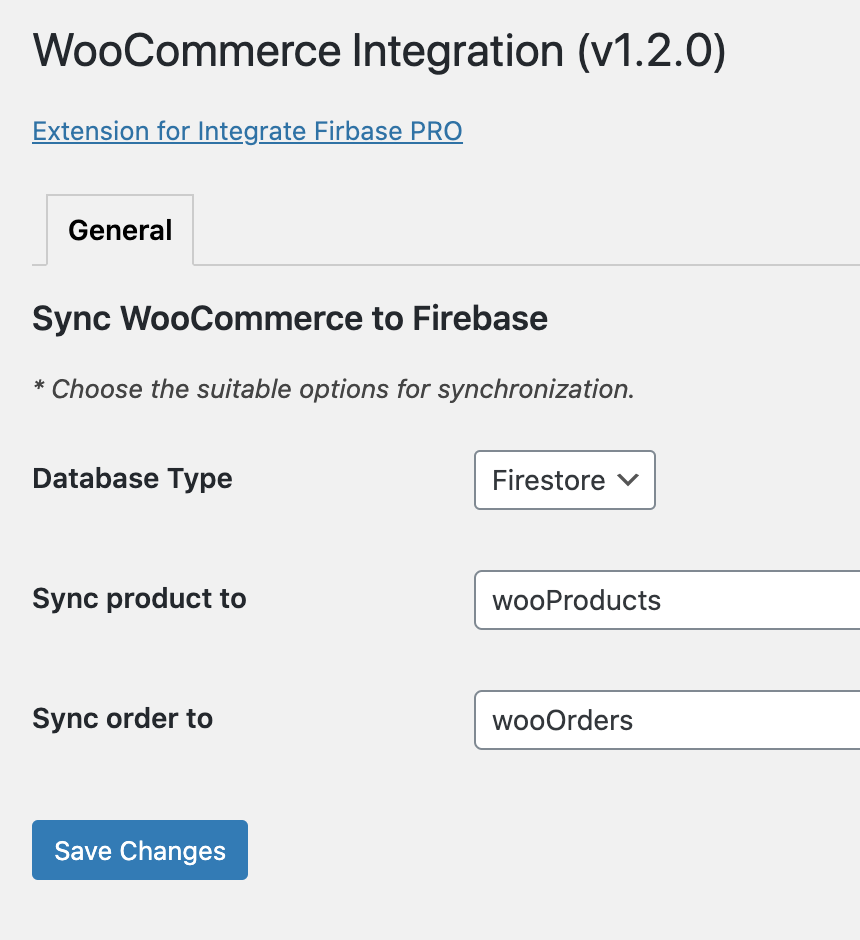 WooCommerce Integration (v1.2.0)
Extension for Integrate Firbase PRO
General
Sync WooCommerce to Firebase
* Choose the suitable options for synchronization.
Database Type
Firestore
Sync product to
wooProducts
Sync order to
wooOrders
Save Changes